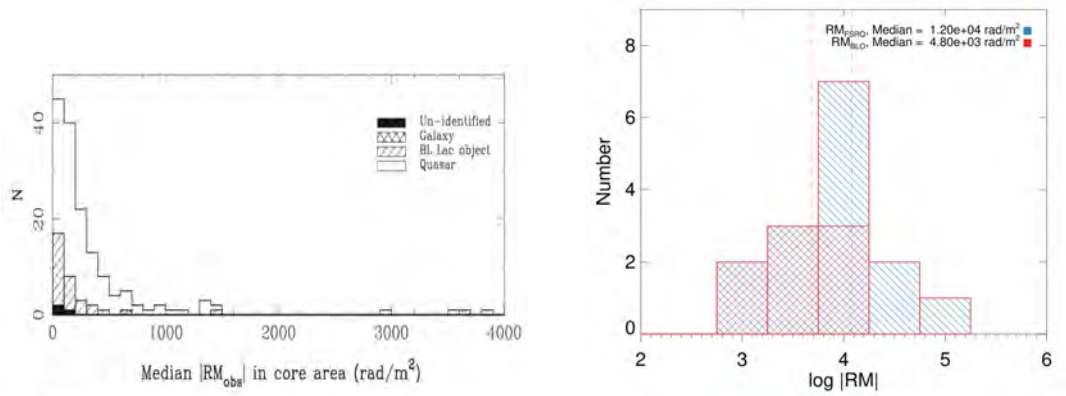 40
20
0
N
Un-identified
Galaxy
BL Lac object
Quasar
0 1000 2000 3000 4000
Median |RM_obs| in core area (rad/m²)
RM_FSRQ, Median = 1.20e+04 rad/m²
RM_BLO, Median = 4.80e+03 rad/m²
8
6
4
2
0
Number
2 3 4 5 6
log |RM|